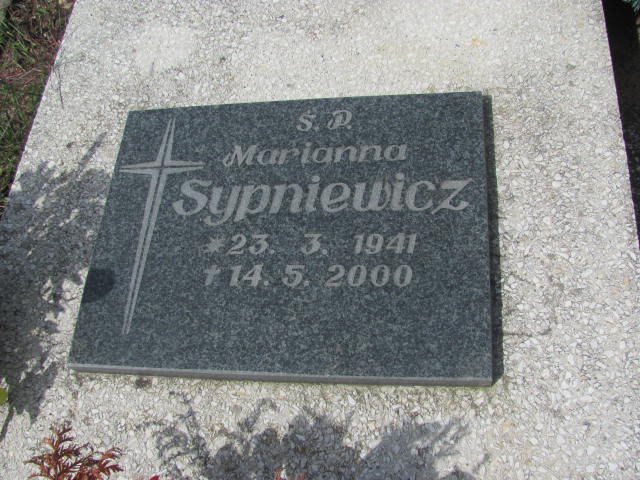 Ś. P.
Marianna
Sypniewicz
*23. 3. 1941
†14. 5. 2000